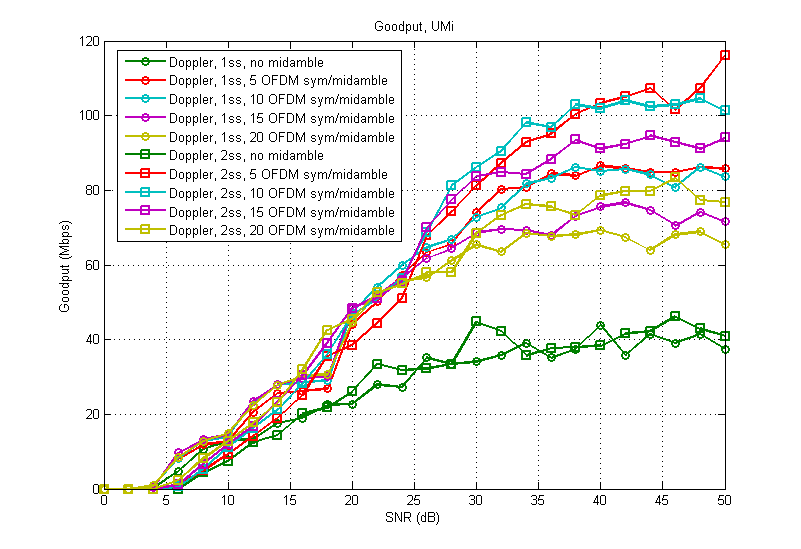 Goodput, UMi
120
100
80
60
40
20
0
Goodput (Mbps)
Doppler, 1ss, no midamble
Doppler, 1ss, 5 OFDM sym/midamble
Doppler, 1ss, 10 OFDM sym/midamble
Doppler, 1ss, 15 OFDM sym/midamble
Doppler, 1ss, 20 OFDM sym/midamble
Doppler, 2ss, no midamble
Doppler, 2ss, 5 OFDM sym/midamble
Doppler, 2ss, 10 OFDM sym/midamble
Doppler, 2ss, 15 OFDM sym/midamble
Doppler, 2ss, 20 OFDM sym/midamble
0 5 10 15 20 25 30 35 40 45 50
SNR (dB)